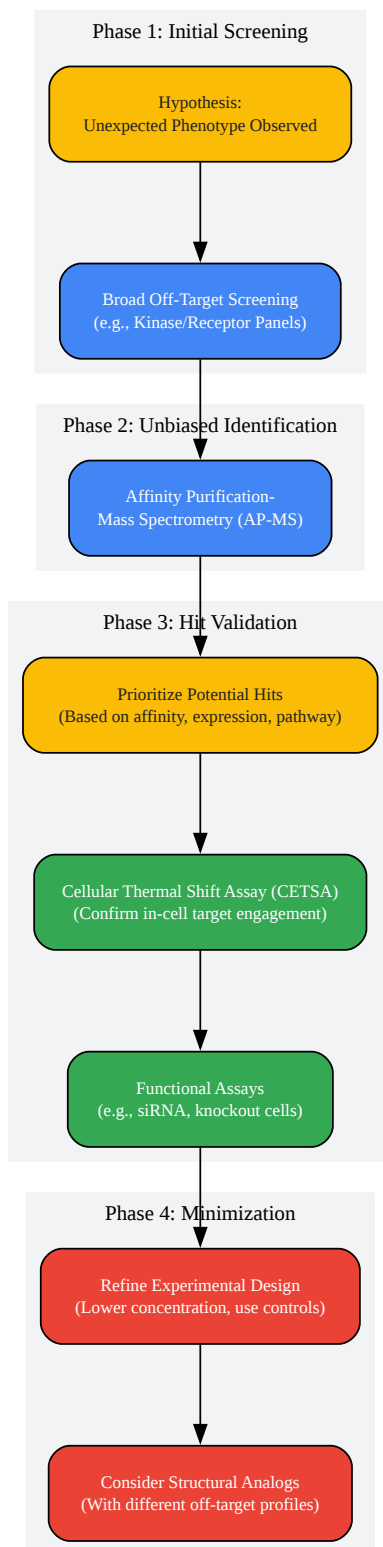 Phase 1: Initial Screening
Hypothesis:
Unexpected Phenotype Observed
Broad Off-Target Screening
(e.g., Kinase/Receptor Panels)
Phase 2: Unbiased Identification
Affinity Purification-
Mass Spectrometry (AP-MS)
Phase 3: Hit Validation
Prioritize Potential Hits
(Based on affinity, expression, pathway)
Cellular Thermal Shift Assay (CETSA)
(Confirm in-cell target engagement)
Functional Assays
(e.g., siRNA, knockout cells)
Phase 4: Minimization
Refine Experimental Design
(Lower concentration, use controls)
Consider Structural Analogs
(With different off-target profiles)